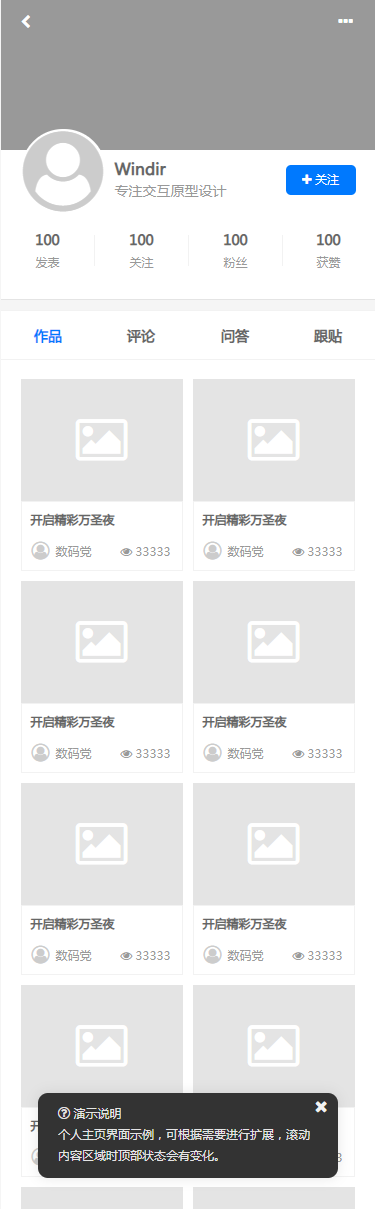 Windir
专注交互原型设计
关注
100 100 100 100
发表 关注 粉丝 获赞
作品 评论 问答 跟贴
开启精彩万圣夜 开启精彩万圣夜
数码党 33333 数码党 33333
开启精彩万圣夜 开启精彩万圣夜
数码党 33333 数码党 33333
开启精彩万圣夜 开启精彩万圣夜
数码党 33333 数码党 33333
演示说明
个人主页界面示例，可根据需要进行扩展，滚动
内容区域时顶部状态会有变化。